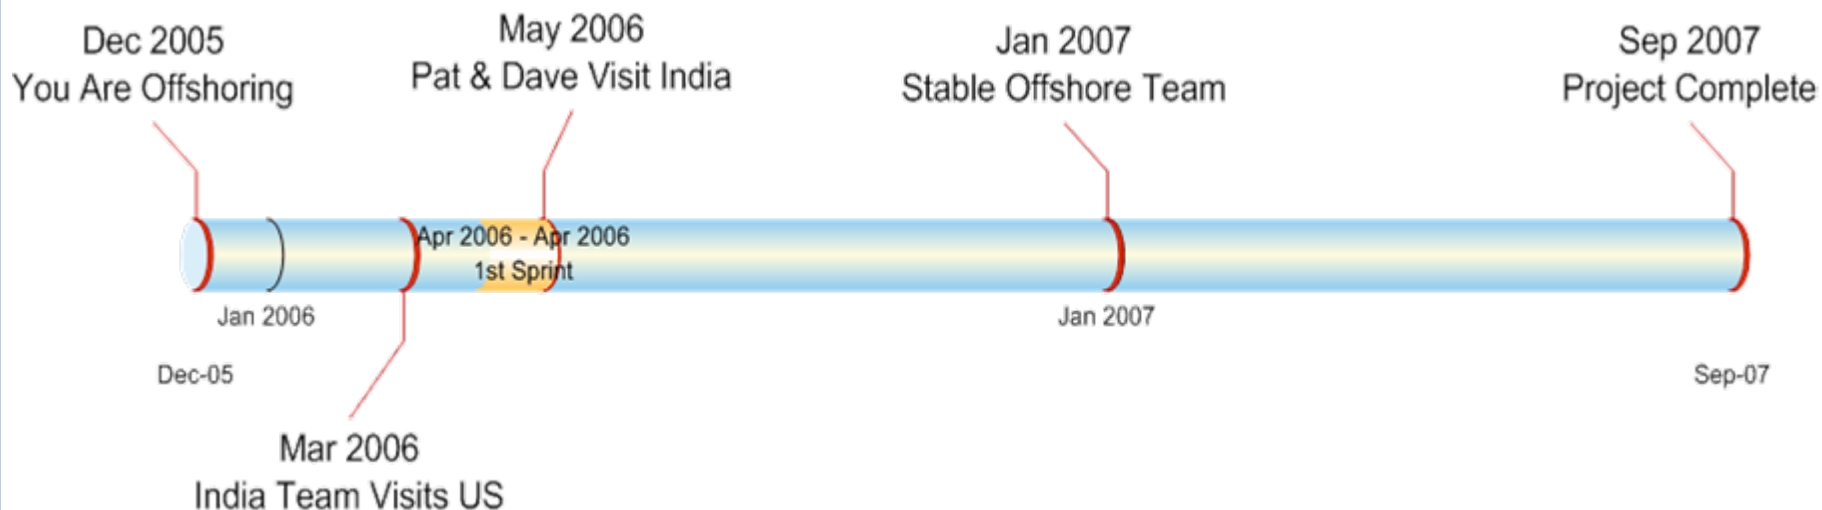 Dec 2005
You Are Offshoring
May 2006
Pat & Dave Visit India
Jan 2007
Stable Offshore Team
Sep 2007
Project Complete
Apr 2006 - Apr 2006
1st Sprint
Jan 2006
Jan 2007
Dec-05
Sep-07
Mar 2006
India Team Visits US